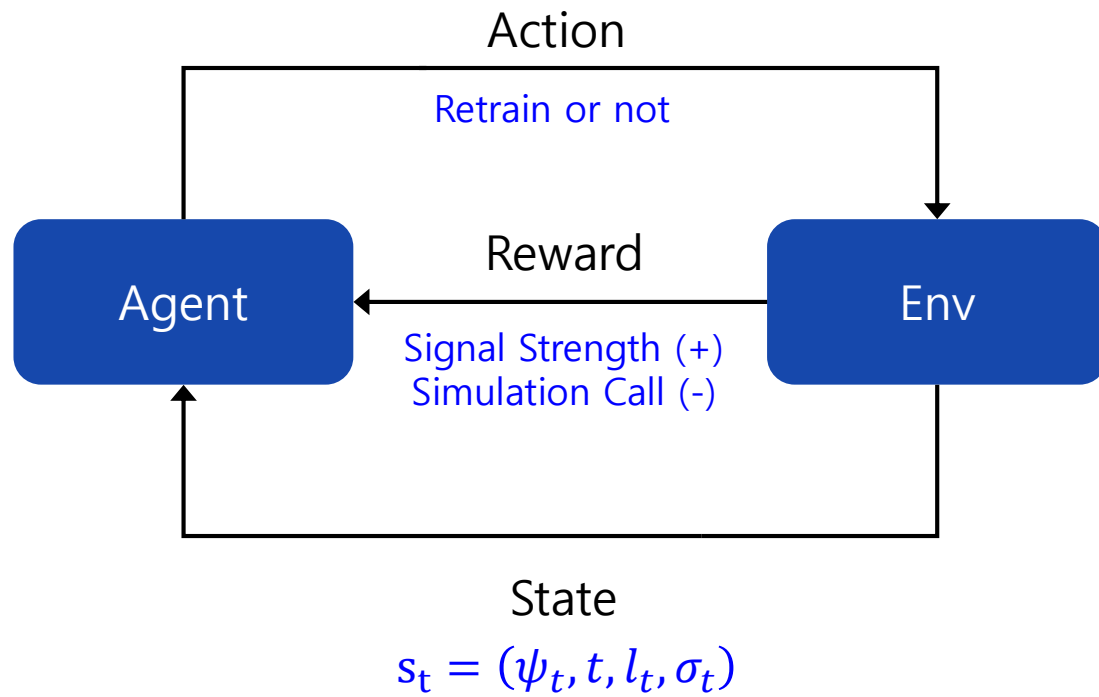 Action
Retrain or not
Agent
Reward
Env
Signal Strength (+)
Simulation Call (-)
State
sₜ = (ψₜ, t, lₜ, σₜ)